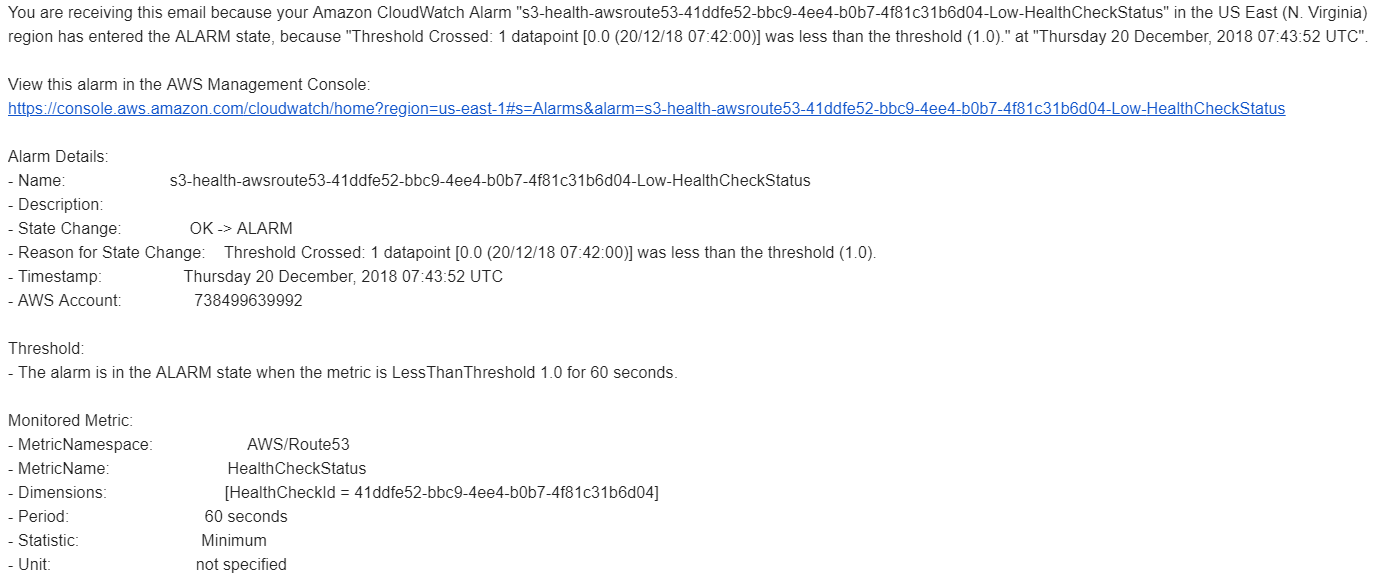 You are receiving this email because your Amazon CloudWatch Alarm "s3-health-awsroute53-41ddfe52-bbc9-4ee4-b0b7-4f81c31b6d04-Low-HealthCheckStatus" in the US East (N. Virginia)
region has entered the ALARM state, because "Threshold Crossed: 1 datapoint [0.0 (20/12/18 07:42:00)] was less than the threshold (1.0)." at "Thursday 20 December, 2018 07:43:52 UTC".
View this alarm in the AWS Management Console:
https://console.aws.amazon.com/cloudwatch/home?region=us-east-1#s=Alarms&alarm=s3-health-awsroute53-41ddfe52-bbc9-4ee4-b0b7-4f81c31b6d04-Low-HealthCheckStatus
Alarm Details:
- Name: s3-health-awsroute53-41ddfe52-bbc9-4ee4-b0b7-4f81c31b6d04-Low-HealthCheckStatus
- Description:
- State Change: OK -> ALARM
- Reason for State Change: Threshold Crossed: 1 datapoint [0.0 (20/12/18 07:42:00)] was less than the threshold (1.0).
- Timestamp: Thursday 20 December, 2018 07:43:52 UTC
- AWS Account: 738499639992
Threshold:
- The alarm is in the ALARM state when the metric is LessThanThreshold 1.0 for 60 seconds.
Monitored Metric:
- MetricNamespace: AWS/Route53
- MetricName: HealthCheckStatus
- Dimensions: [HealthCheckId = 41ddfe52-bbc9-4ee4-b0b7-4f81c31b6d04]
- Period: 60 seconds
- Statistic: Minimum
- Unit: not specified